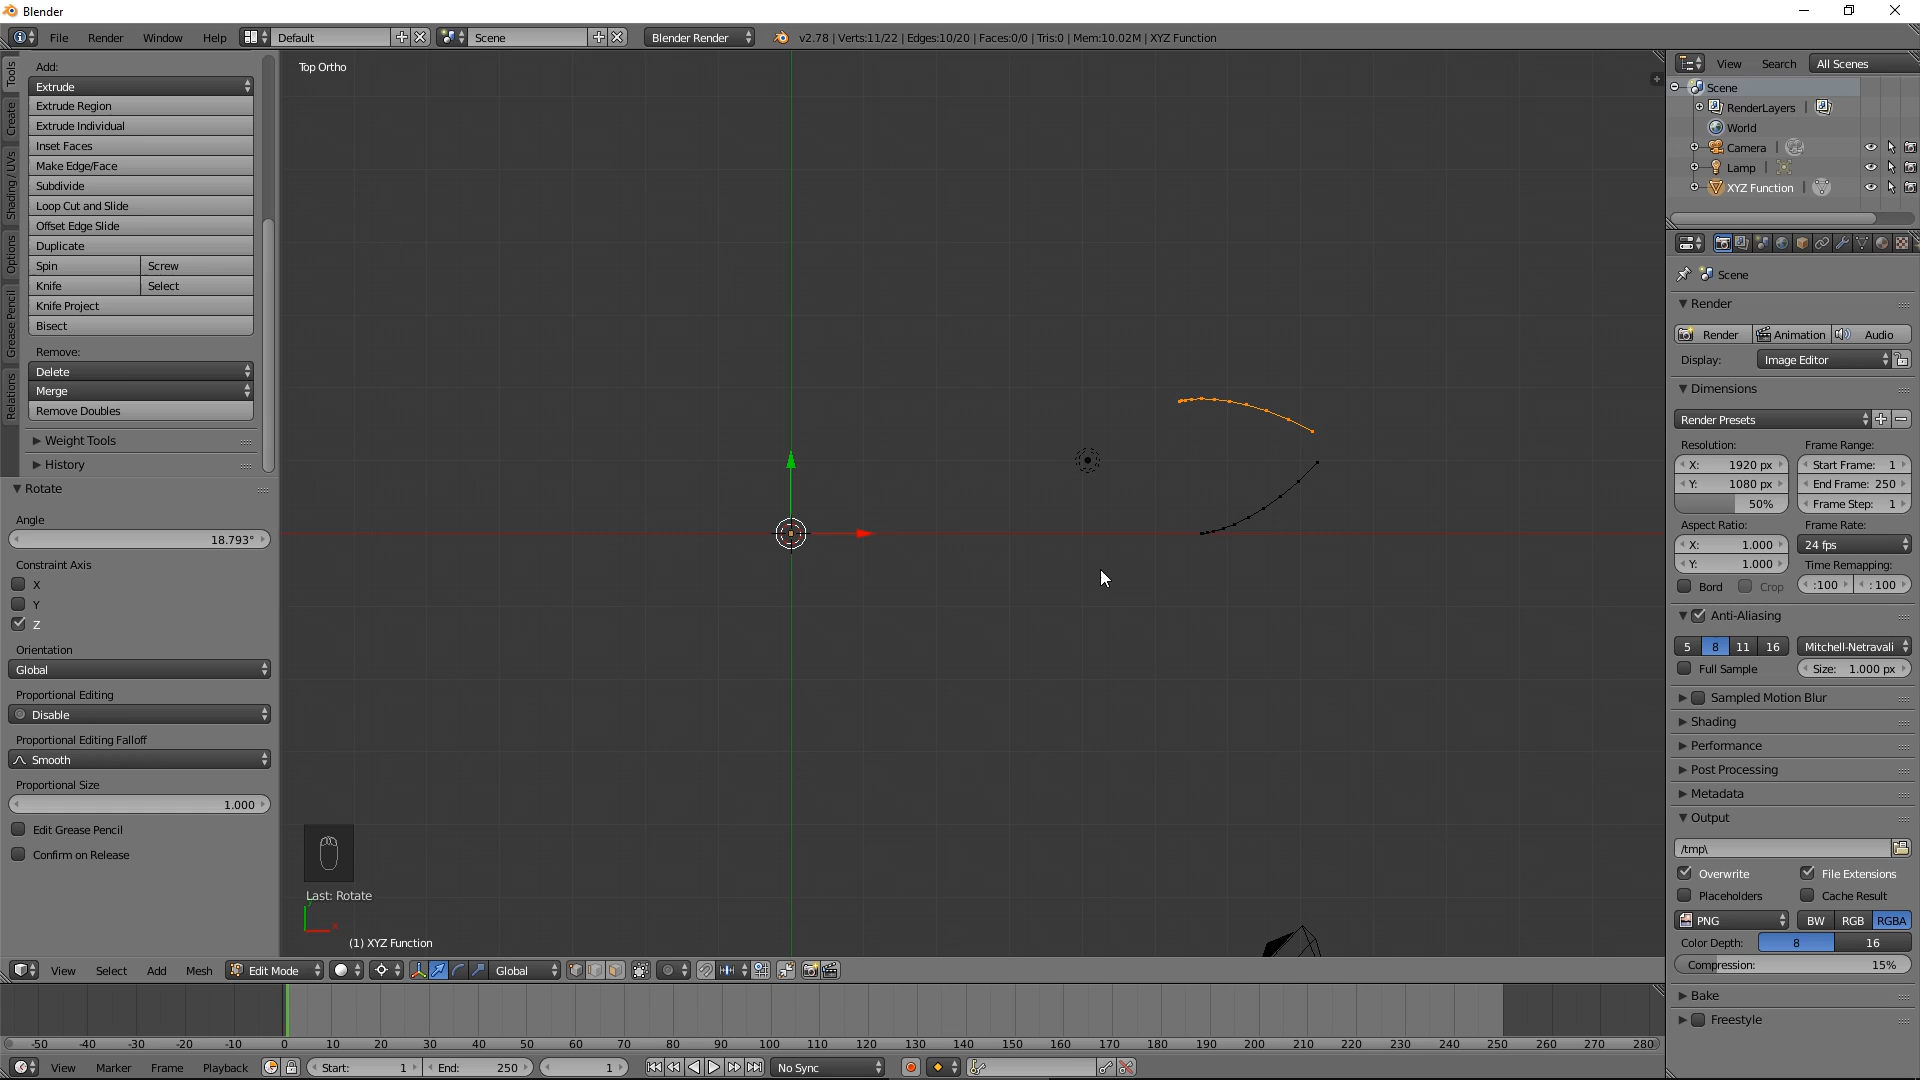 Blender
File Render Window Help Default Scene Blender Render v2.78 | Verts:11/22 | Edges:10/20 | Faces:0/0 | Tris:0 | Mem:10.02M | XYZ Function
Tools
Create
Shading / UVs
Options
Grease Pencil
Relations
Add:
Extrude
Extrude Region
Extrude Individual
Inset Faces
Make Edge/Face
Subdivide
Loop Cut and Slide
Offset Edge Slide
Duplicate
Spin Screw
Knife Select
Knife Project
Bisect
Remove:
Delete
Merge
Remove Doubles
Weight Tools
History
Rotate
Angle
18.793°
Constraint Axis
X
Y
Z
Orientation
Global
Proportional Editing
Disable
Proportional Editing Falloff
Smooth
Proportional Size
1.000
Edit Grease Pencil
Confirm on Release
Top Ortho
Last: Rotate
(1) XYZ Function
View Select Add Mesh Edit Mode Global
-50 -40 -30 -20 -10 0 10 20 30 40 50 60 70 80 90 100 110 120 130 140 150 160 170 180 190 200 210 220 230 240 250 260 270 280
View Marker Frame Playback Start: 1 End: 250 1 No Sync
View Search All Scenes
Scene
RenderLayers |
World
Camera |
Lamp |
XYZ Function |
Scene
Render
Render Animation Audio
Display: Image Editor
Dimensions
Render Presets
Resolution: Frame Range:
X: 1920 px Start Frame: 1
Y: 1080 px End Frame: 250
50% Frame Step: 1
Aspect Ratio: Frame Rate:
X: 1.000 24 fps
Y: 1.000 Time Remapping:
Bord Crop :100 : 100
Anti-Aliasing
5 8 11 16 Mitchell-Netravali
Full Sample Size: 1.000 px
Sampled Motion Blur
Shading
Performance
Post Processing
Metadata
Output
/tmp\
Overwrite File Extensions
Placeholders Cache Result
PNG BW RGB RGBA
Color Depth: 8 16
Compression: 15%
Bake
Freestyle